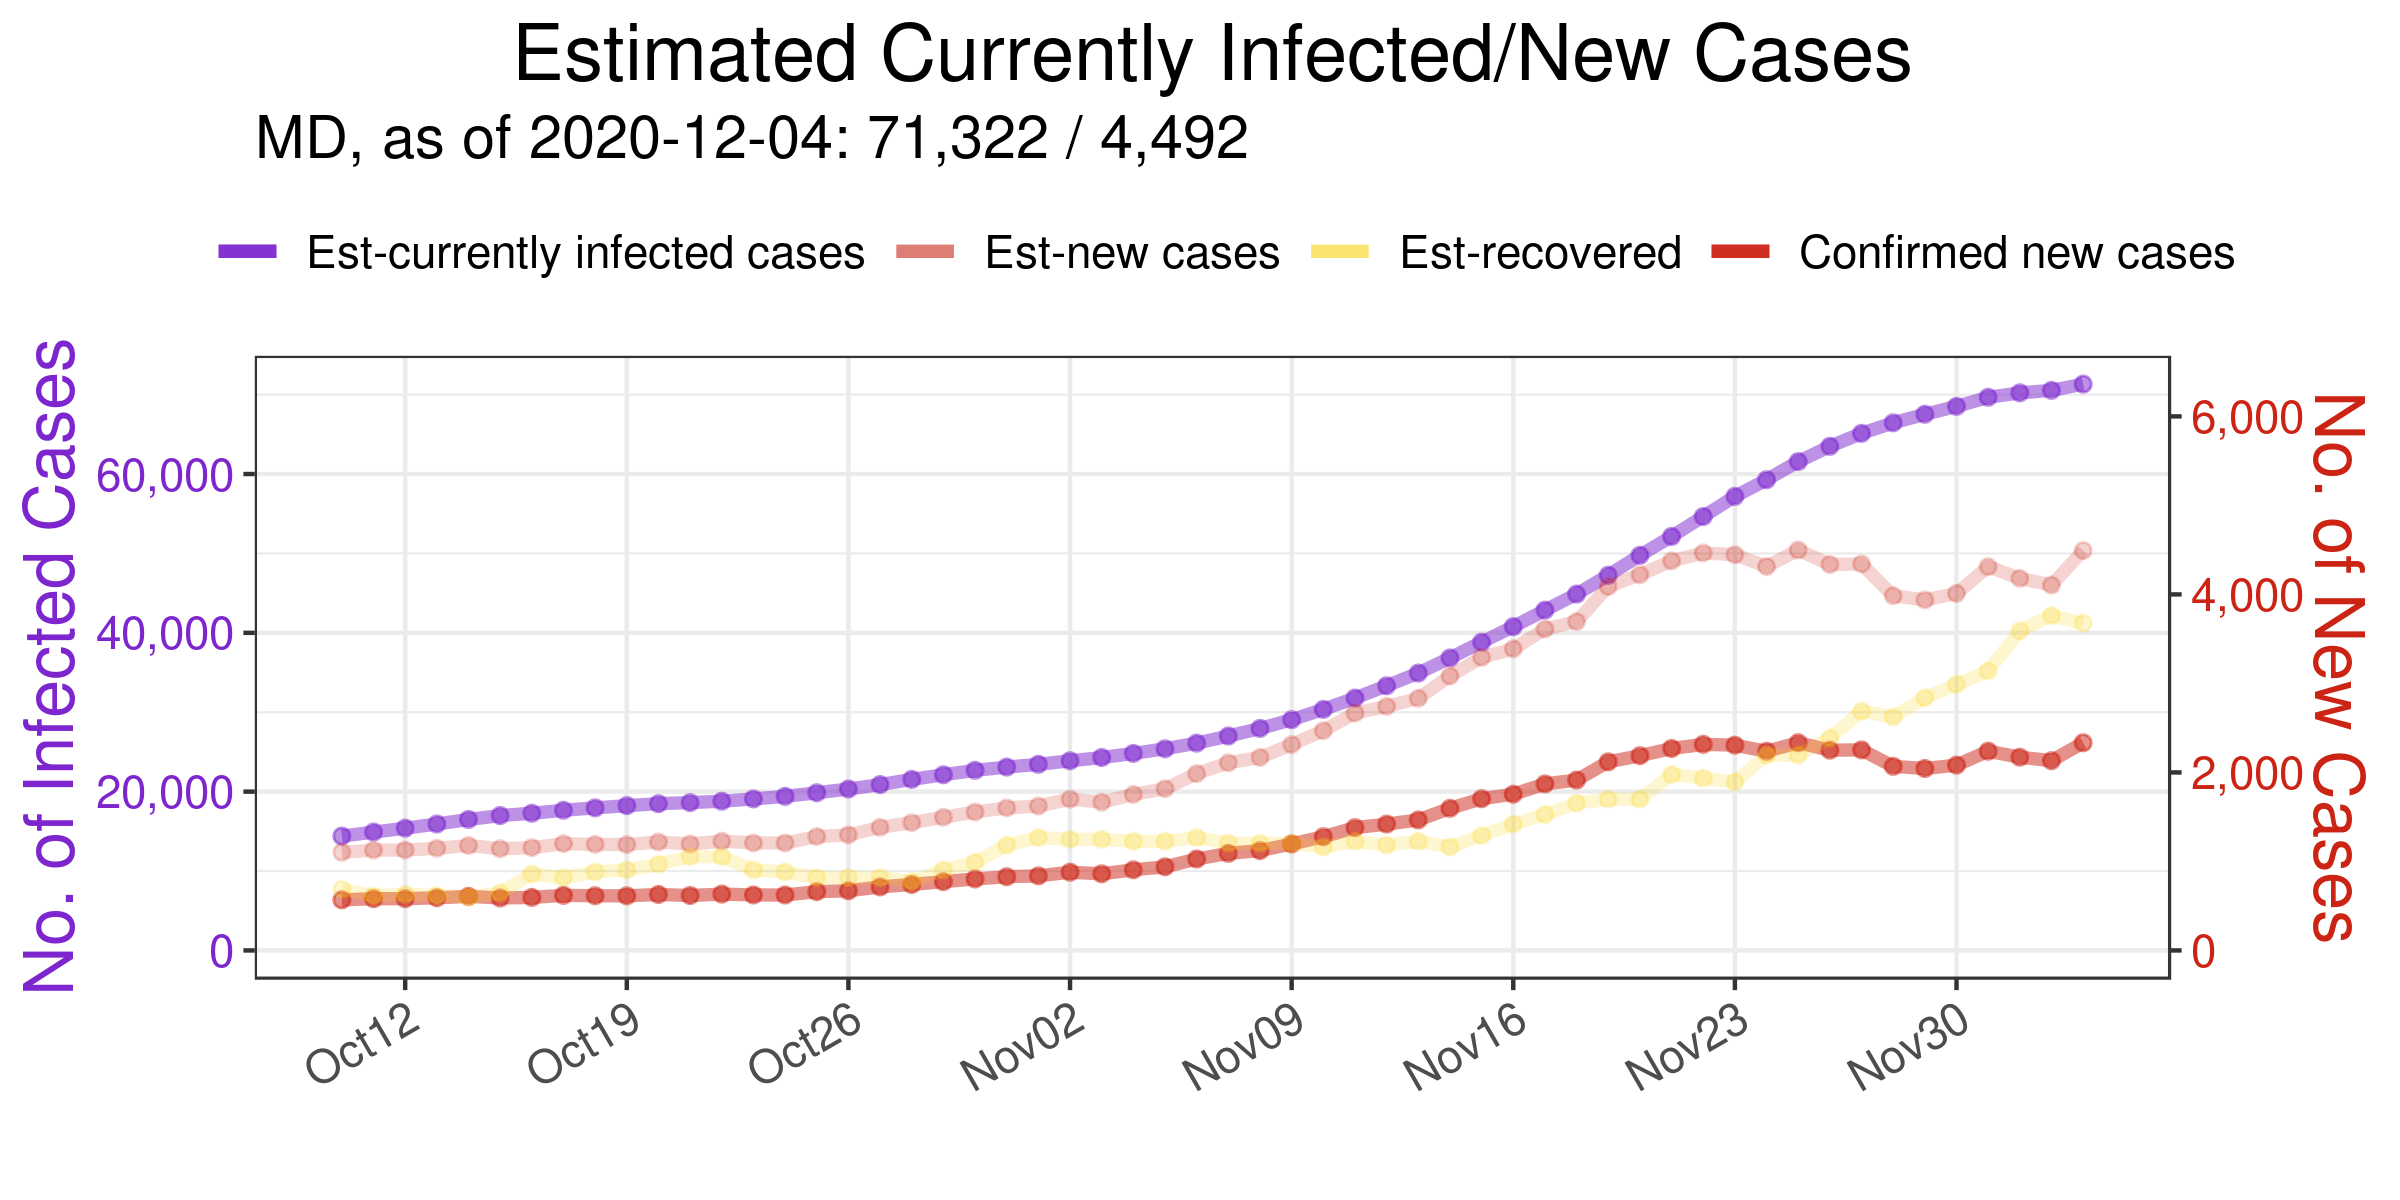 Estimated Currently Infected/New Cases
MD, as of 2020-12-04: 71,322 / 4,492
Est-currently infected cases Est-new cases Est-recovered Confirmed new cases
No. of Infected Cases
60,000
40,000
20,000
0
6,000
4,000
2,000
0
No. of New Cases
Oct12 Oct19 Oct26 Nov02 Nov09 Nov16 Nov23 Nov30